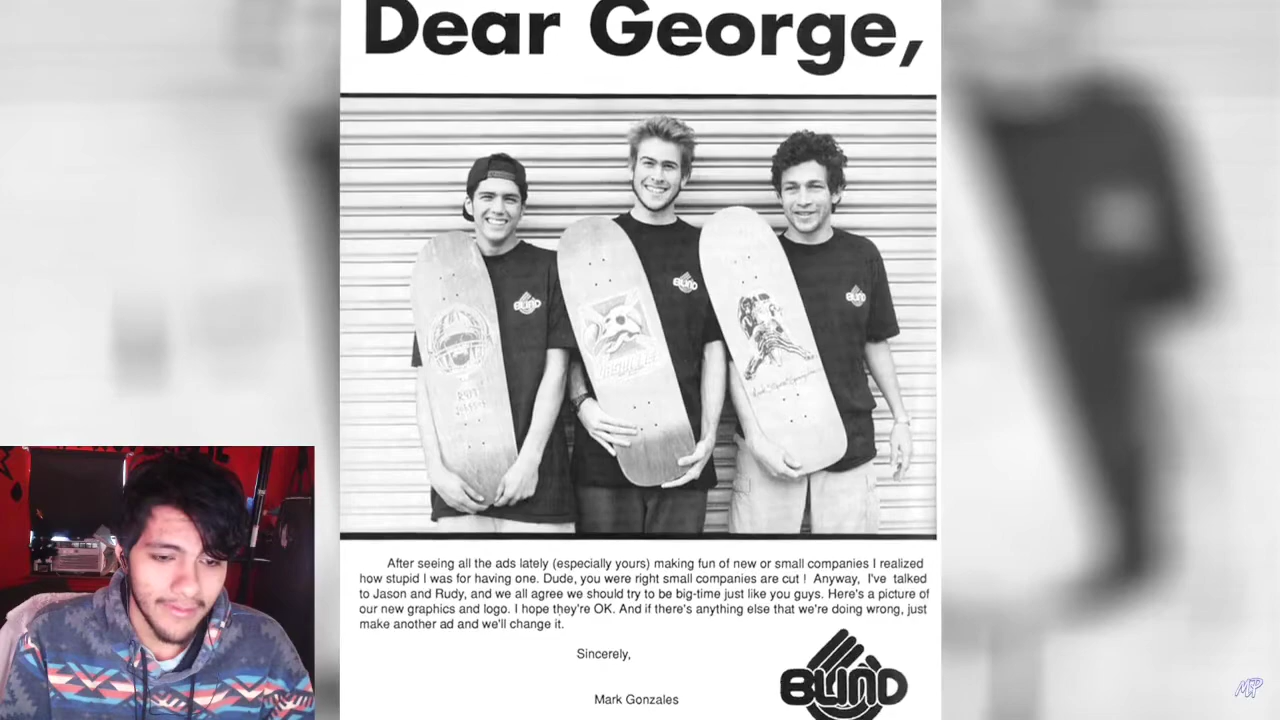 Dear George,
BLIND
BLIND
BLIND
After seeing all the ads lately (especially yours) making fun of new or small companies I realized
how stupid I was for having one. Dude, you were right small companies are cut ! Anyway, I've talked
to Jason and Rudy, and we all agree we should try to be big-time just like you guys. Here's a picture of
our new graphics and logo. I hope they're OK. And if there's anything else that we're doing wrong, just
make another ad and we'll change it.
Sincerely,
Mark Gonzales
BLIND
MP